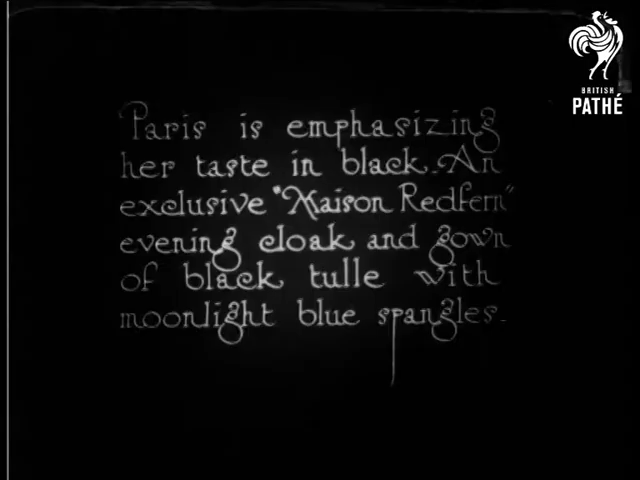 BRITISH
PATHÉ
Paris is emphasizing
her taste in black. An
exclusive "Maison Redfern"
evening cloak and gown
of black tulle with
moonlight blue spangles.